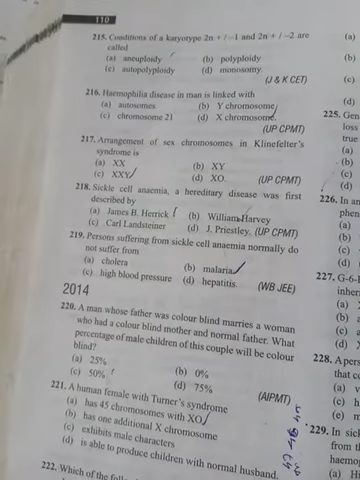 110
215. Conditions of a karyotype 2n + /–1 and 2n + /–2 are
called
(a) aneuploidy (b) polyploidy
(c) autopolyploidy (d) monosomy.
(J & K CET)
216. Haemophilia disease in man is linked with
(a) autosomes (b) Y chromosome
(c) chromosome 21 (d) X chromosome.
(UP CPMT)
217. Arrangement of sex chromosomes in Klinefelter's
syndrome is
(a) XX (b) XY
(c) XXY (d) XO. (UP CPMT)
218. Sickle cell anaemia, a hereditary disease was first
described by
(a) James B. Herrick (b) William Harvey
(c) Carl Landsteiner (d) J. Priestley. (UP CPMT)
219. Persons suffering from sickle cell anaemia normally do
not suffer from
(a) cholera (b) malaria
(c) high blood pressure (d) hepatitis. (WB JEE)
2014
220. A man whose father was colour blind marries a woman
who had a colour blind mother and normal father. What
percentage of male children of this couple will be colour
blind?
(a) 25% (b) 0%
(c) 50% (d) 75%
(AIPMT)
221. A human female with Turner's syndrome
(a) has 45 chromosomes with XO
(b) has one additional X chromosome
(c) exhibits male characters
(d) is able to produce children with normal husband.
222. Which of the
(a)
(b)
(c)
(d)
225. Gen
loss
true
(a)
(b)
(c)
(d)
226. In an
phen
(a)
(b)
(c)
(d)
227. G-6-
inheri
(a)
(b)
(c)
(d)
228. A pers
that co
(a)
(c)
(e)
229. In sick
from th
haemo
(a)